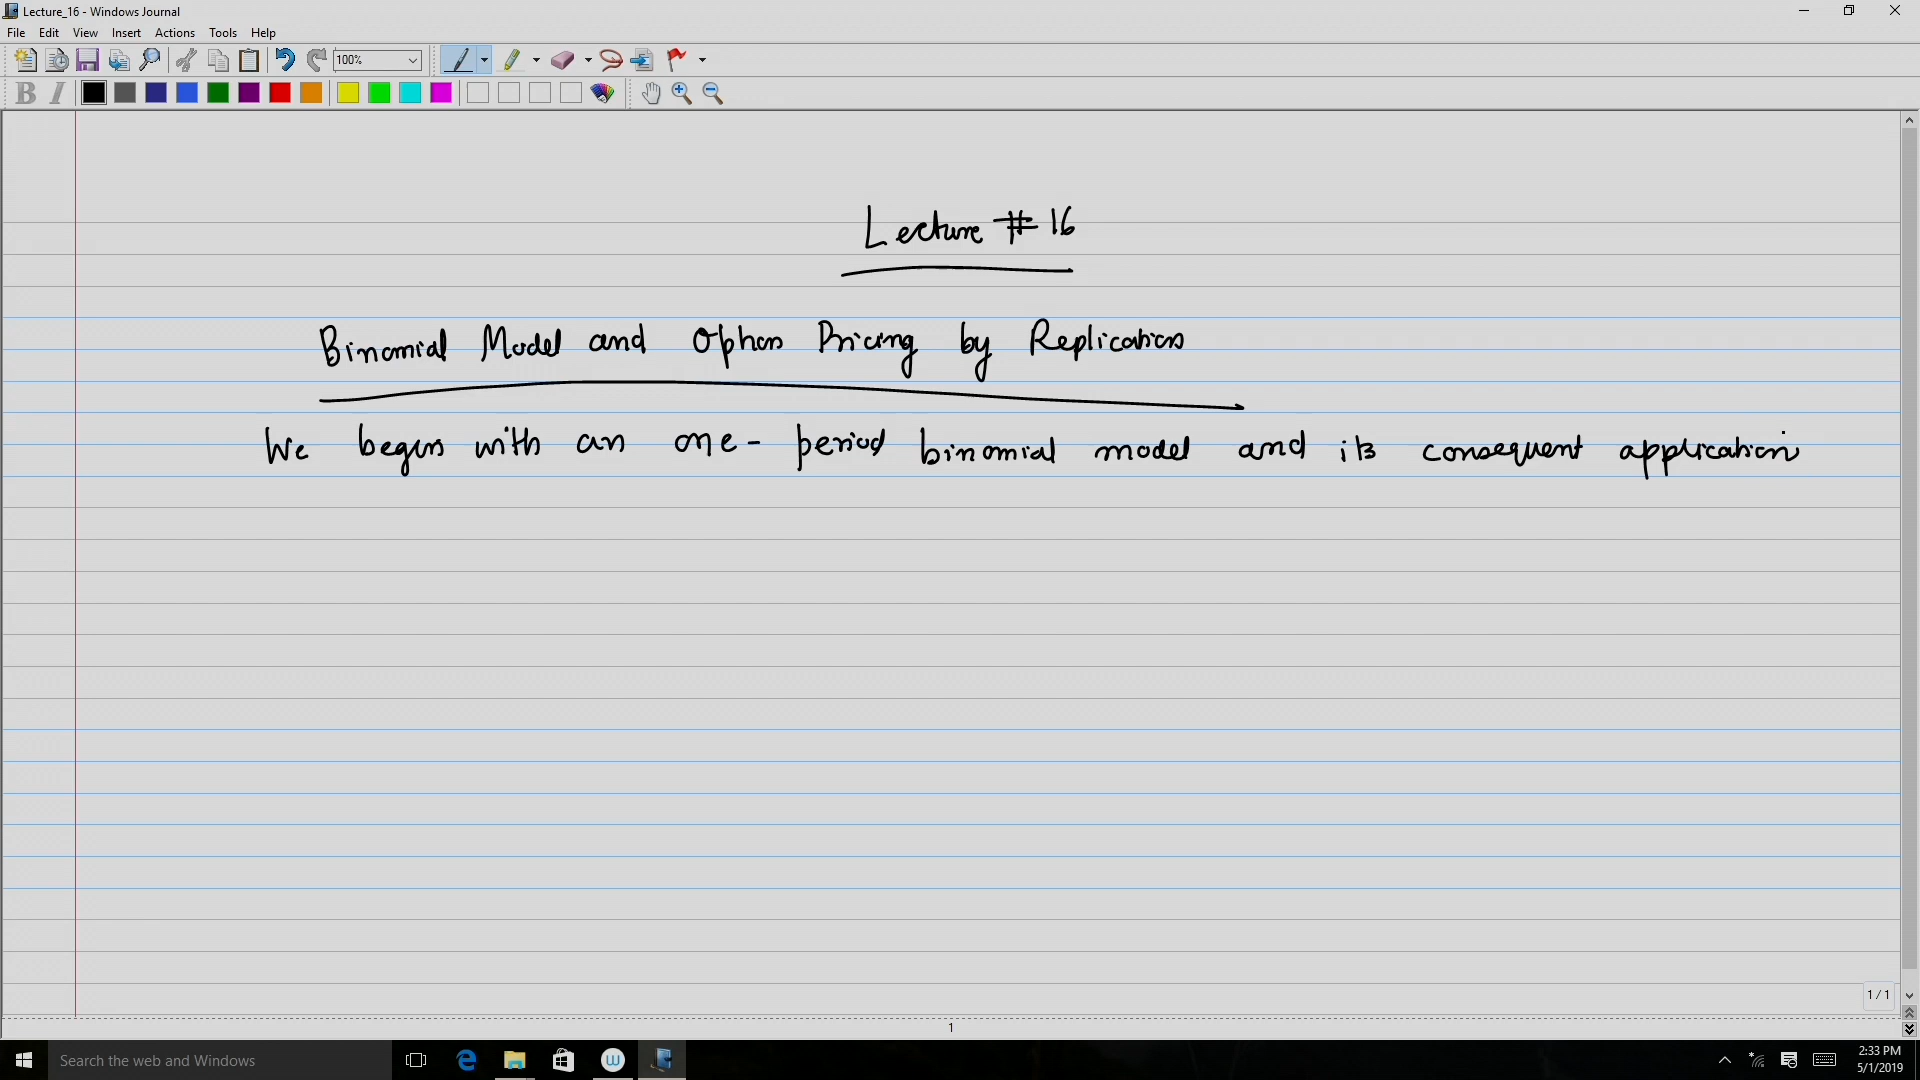 Lecture_16 - Windows Journal
File Edit View Insert Actions Tools Help
100%
B I
Lecture # 16
Binomial Model and Option Pricing by Replication
We begin with an one-period binomial model and its consequent application
1 / 1
1
Search the web and Windows
2:33 PM
5/1/2019